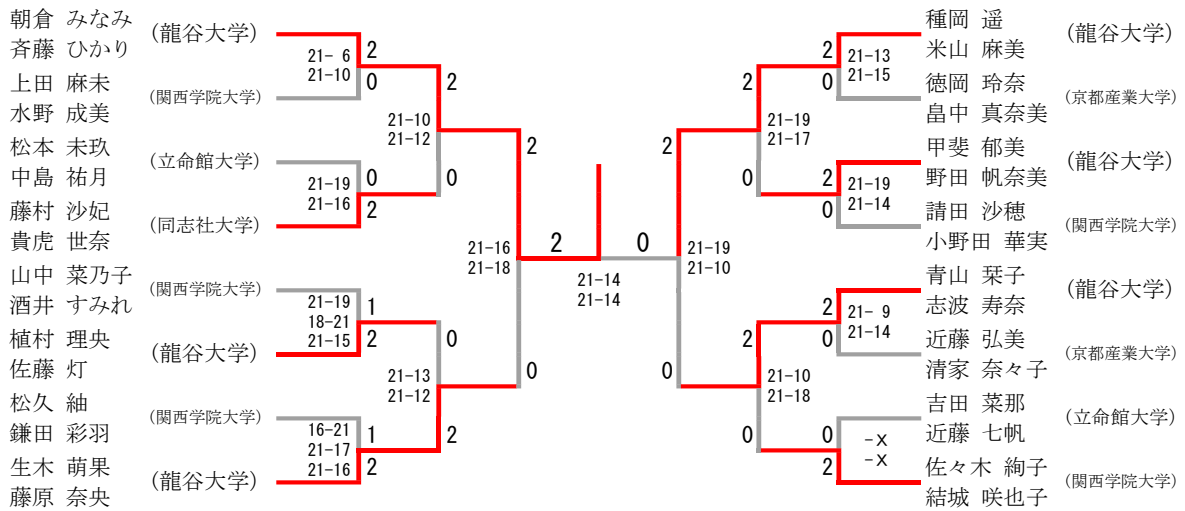 朝倉 みなみ
斉藤 ひかり
(龍谷大学)
上田 麻未
水野 成美
(関西学院大学)
松本 未玖
中島 祐月
(立命館大学)
藤村 沙妃
貴虎 世奈
(同志社大学)
山中 菜乃子
酒井 すみれ
(関西学院大学)
植村 理央
佐藤 灯
(龍谷大学)
松久 紬
鎌田 彩羽
(関西学院大学)
生木 萌果
藤原 奈央
(龍谷大学)
21- 6
21-10
2
0
21-19
21-16
0
2
21-19
18-21
21-15
1
2
16-21
21-17
21-16
1
2
21-10
21-12
2
0
21-13
21-12
0
2
21-16
21-18
2
0
2
0
21-14
21-14
2
0
21-19
21-10
2
0
21-19
21-17
2
0
21-10
21-18
2
0
21-13
21-15
2
0
21-19
21-14
2
0
21- 9
21-14
0
2
-X
-X
種岡 遥
米山 麻美
(龍谷大学)
徳岡 玲奈
畠中 真奈美
(京都産業大学)
甲斐 郁美
野田 帆奈美
(龍谷大学)
請田 沙穂
小野田 華実
(関西学院大学)
青山 栞子
志波 寿奈
(龍谷大学)
近藤 弘美
清家 奈々子
(京都産業大学)
吉田 菜那
近藤 七帆
(立命館大学)
佐々木 絢子
結城 咲也子
(関西学院大学)